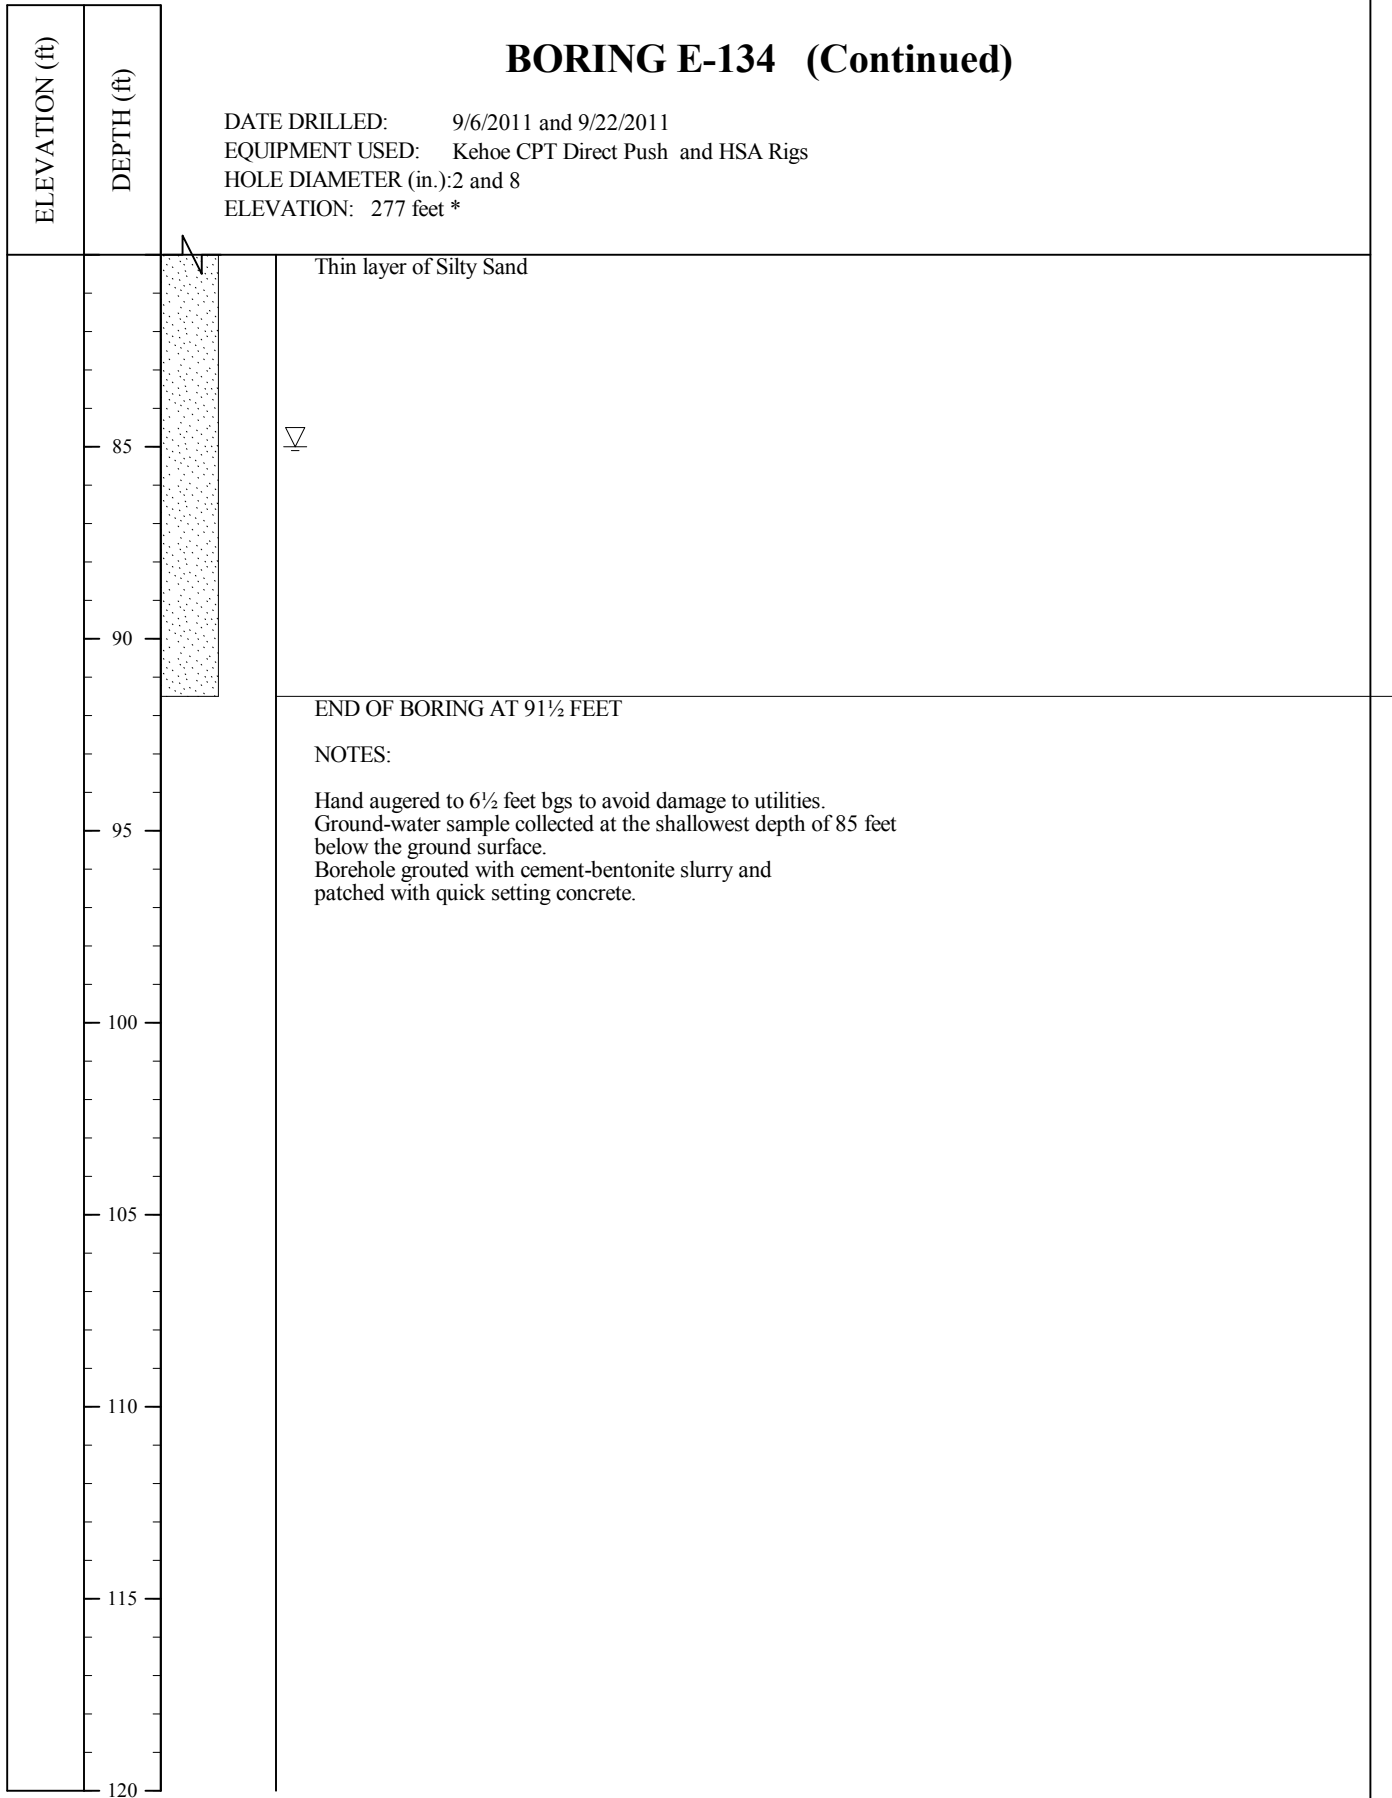 ELEVATION (ft)
DEPTH (ft)
BORING E-134 (Continued)
DATE DRILLED: 9/6/2011 and 9/22/2011
EQUIPMENT USED: Kehoe CPT Direct Push and HSA Rigs
HOLE DIAMETER (in.):2 and 8
ELEVATION: 277 feet *
Thin layer of Silty Sand
85
90
END OF BORING AT 91½ FEET
NOTES:
Hand augered to 6½ feet bgs to avoid damage to utilities.
Ground-water sample collected at the shallowest depth of 85 feet
95
below the ground surface.
Borehole grouted with cement-bentonite slurry and
patched with quick setting concrete.
100
105
110
115
120